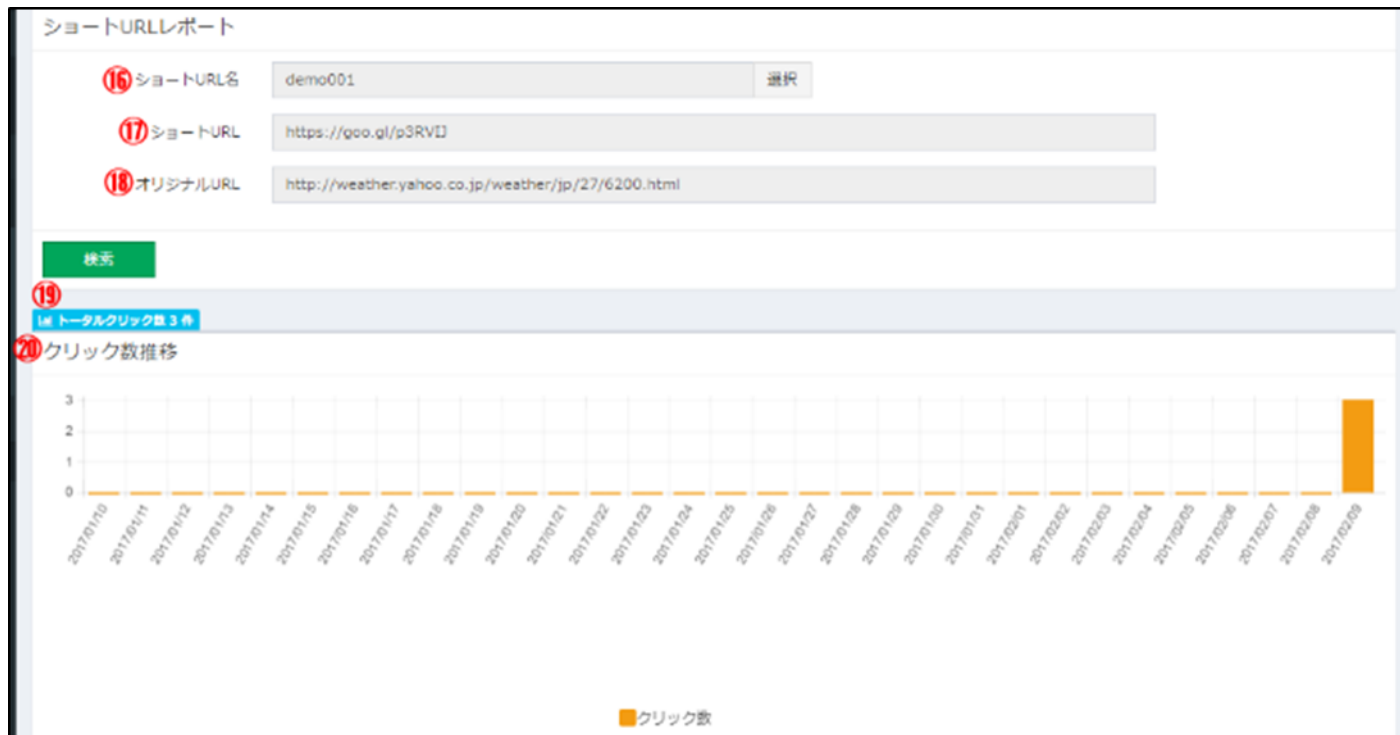 ショートURLレポート
⑯ショートURL名 demo001 選択
⑰ショートURL https://goo.gl/p3RVIJ
⑱オリジナルURL http://weather.yahoo.co.jp/weather/jp/27/6200.html
検索
⑲
トータルクリック数 3 件
⑳クリック数推移
3
2
1
0
2017/01/10 2017/01/11 2017/01/12 2017/01/13 2017/01/14 2017/01/15 2017/01/16 2017/01/17 2017/01/18 2017/01/19 2017/01/20 2017/01/21 2017/01/22 2017/01/23 2017/01/24 2017/01/25 2017/01/26 2017/01/27 2017/01/28 2017/01/29 2017/01/30 2017/01/31 2017/02/01 2017/02/02 2017/02/03 2017/02/04 2017/02/05 2017/02/06 2017/02/07 2017/02/08 2017/02/09
クリック数